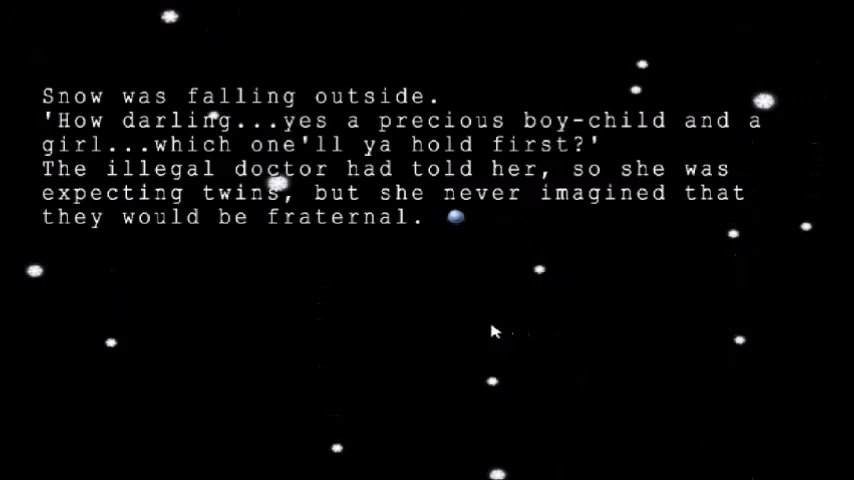 Snow was falling outside.
'How darling...yes a precious boy-child and a
girl...which one'll ya hold first?'
The illegal doctor had told her, so she was
expecting twins, but she never imagined that
they would be fraternal.